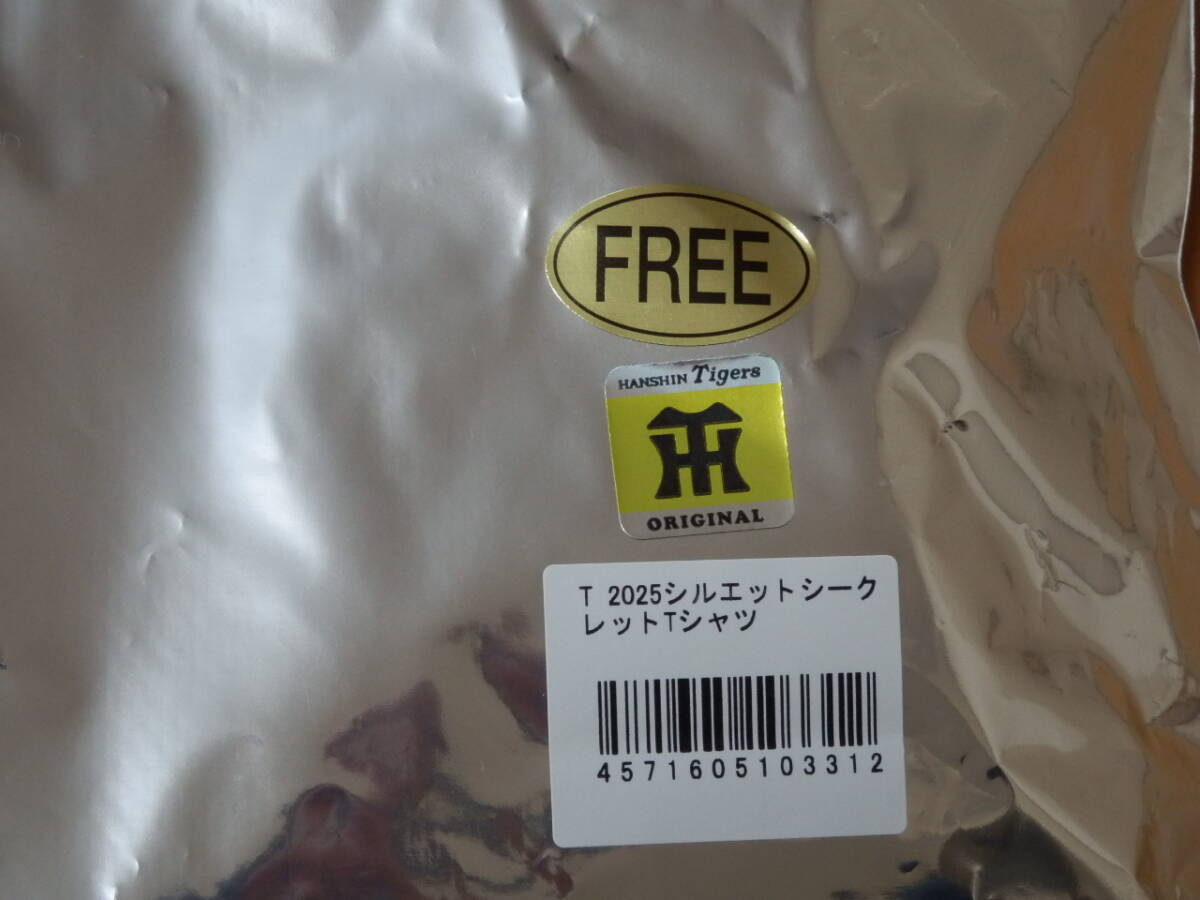 FREE
HANSHIN Tigers
TH
ORIGINAL
T 2025シルエットシーク
レットTシャツ
4571605103312